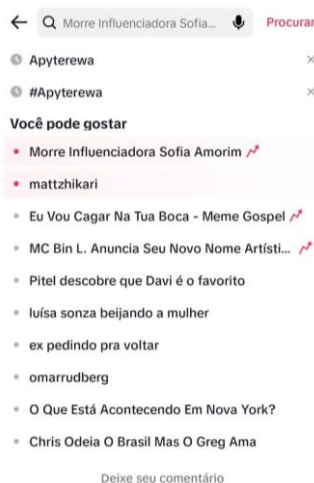 Morre Influenciadora Sofia... Procurar
Apyterewa
#Apyterewa
Você pode gostar
Morre Influenciadora Sofia Amorim
mattzhikari
Eu Vou Cagar Na Tua Boca - Meme Gospel
MC Bin L. Anuncia Seu Novo Nome Artísti...
Pitel descobre que Davi é o favorito
luísa sonza beijando a mulher
ex pedindo pra voltar
omarrudberg
O Que Está Acontecendo Em Nova York?
Chris Odeia O Brasil Mas O Greg Ama
Deixe seu comentário